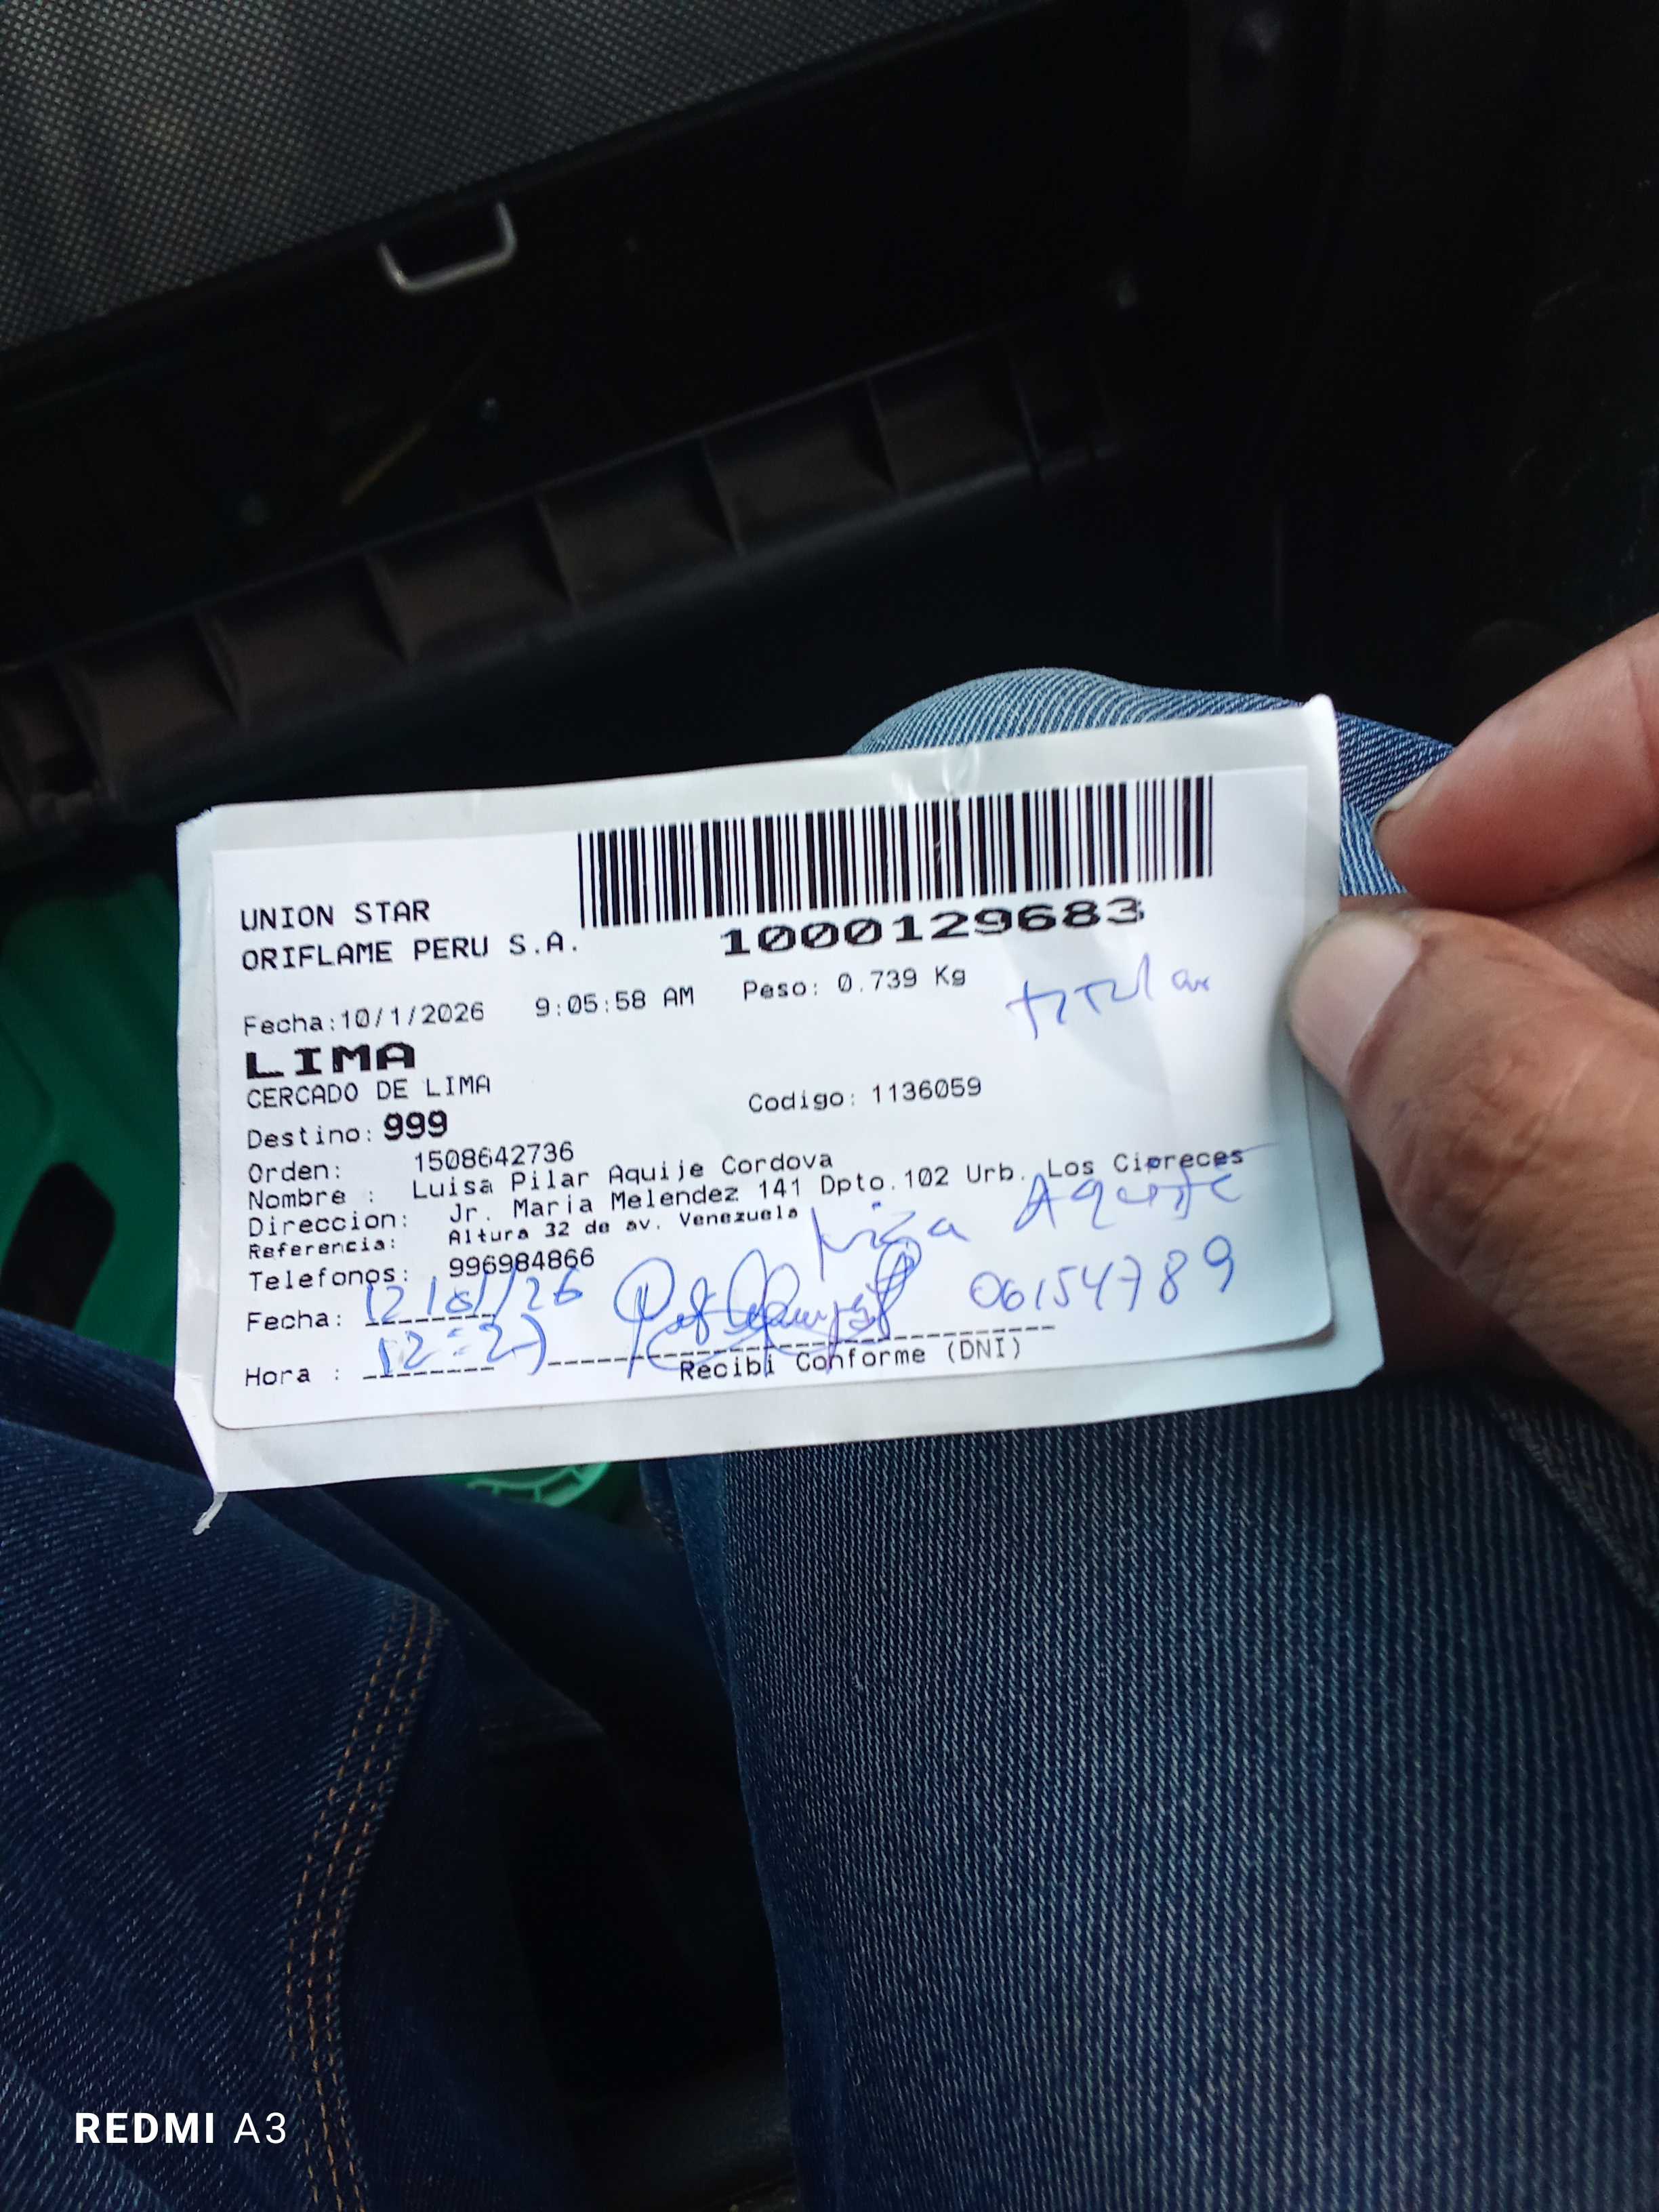 UNION STAR
ORIFLAME PERU S.A.
1000129683
Fecha:10/1/2026 9:05:58 AM Peso: 0.739 Kg
titular
LIMA
CERCADO DE LIMA
Codigo: 1136059
Destino: 999
Orden: 1508642736
Nombre : Luisa Pilar Aquije Cordova
Direccion: Jr. Maria Melendez 141 Dpto.102 Urb. Los Cipreces
Referencia: Altura 32 de av. Venezuela
Aquije
Telefonos: 996984866
Fecha: 12/01/26
06154789
Hora : 12:27
Recibi Conforme (DNI)
REDMI A3